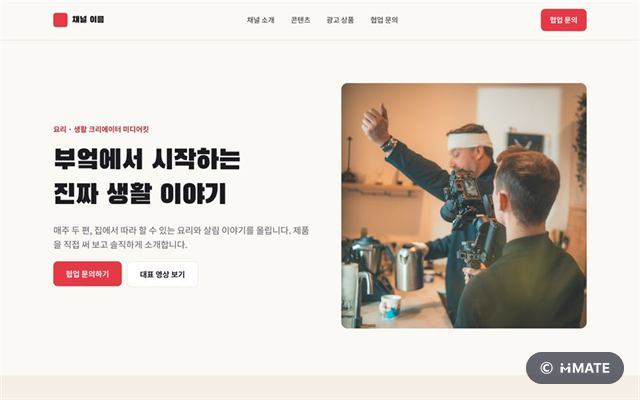 채널 이름
채널 소개
콘텐츠
광고 상품
협업 문의
협업 문의
요리 · 생활 크리에이터 미디어킷
부엌에서 시작하는
진짜 생활 이야기
매주 두 편, 집에서 따라 할 수 있는 요리와 살림 이야기를 올립니다. 제품
을 직접 써 보고 솔직하게 소개합니다.
협업 문의하기
대표 영상 보기
© MMATE